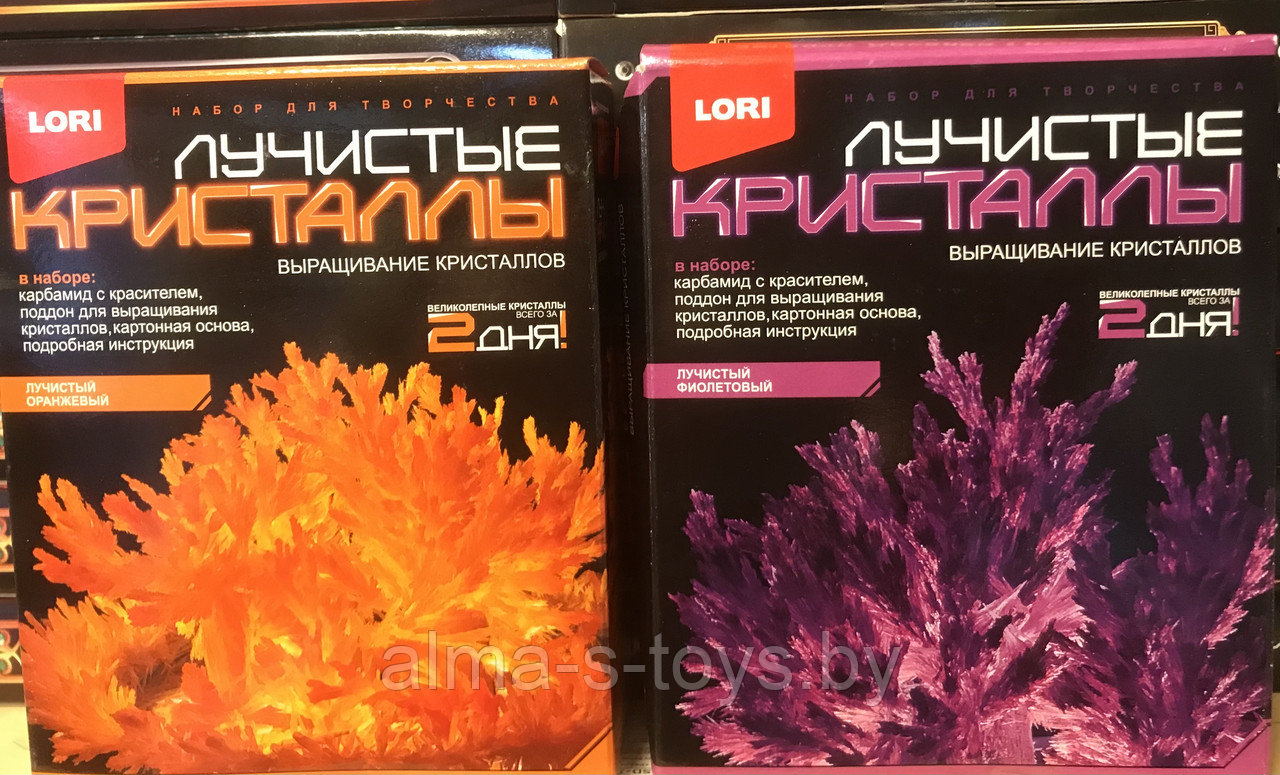 LORI
НАБОР ДЛЯ ТВОРЧЕСТВА
ЛУЧИСТЫЕ
КРИСТАЛЛЫ
ВЫРАЩИВАНИЕ КРИСТАЛЛОВ
в наборе:
карбамид с красителем,
поддон для выращивания
кристаллов,картонная основа,
подробная инструкция
ВЕЛИКОЛЕПНЫЕ КРИСТАЛЛЫ
ВСЕГО ЗА
2 ДНЯ!
ЛУЧИСТЫЙ
ОРАНЖЕВЫЙ
LORI
НАБОР ДЛЯ ТВОРЧЕСТВА
ЛУЧИСТЫЕ
КРИСТАЛЛЫ
ВЫРАЩИВАНИЕ КРИСТАЛЛОВ
в наборе:
карбамид с красителем,
поддон для выращивания
кристаллов,картонная основа,
подробная инструкция
ВЕЛИКОЛЕПНЫЕ КРИСТАЛЛЫ
ВСЕГО ЗА
2 ДНЯ!
ЛУЧИСТЫЙ
ФИОЛЕТОВЫЙ
alma-s-toys.by